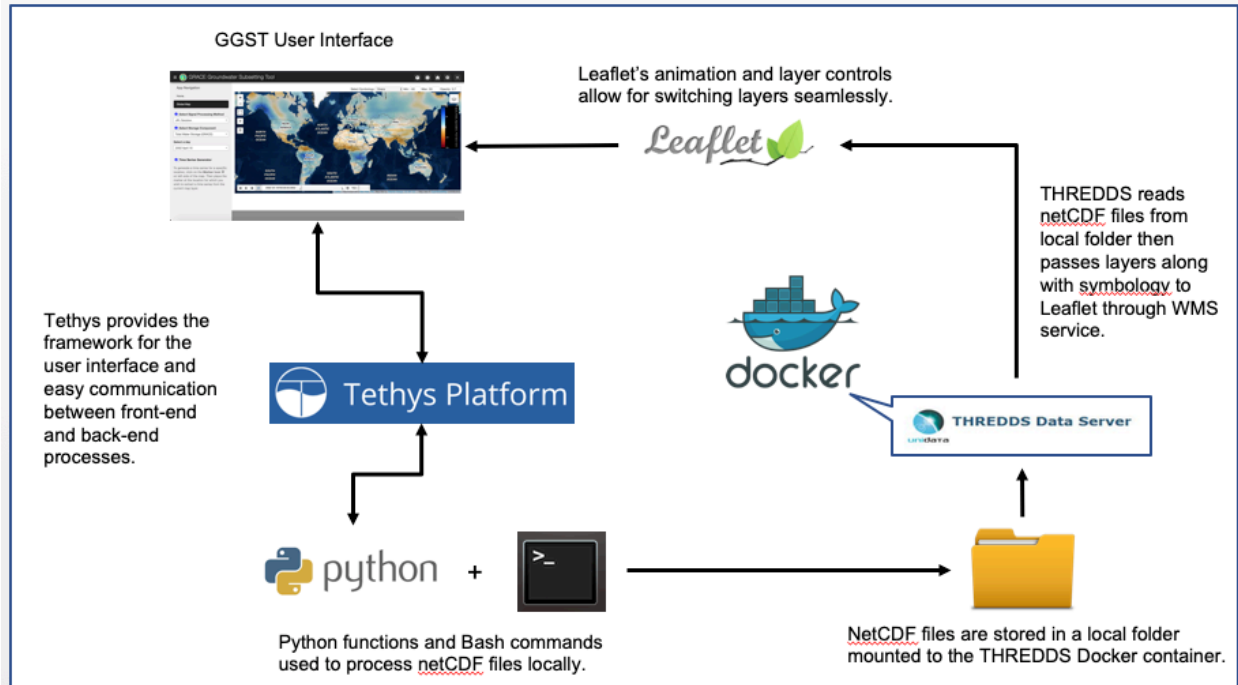 GGST User Interface
GRACE Groundwater Subsetting Tool
Leaflet's animation and layer controls
allow for switching layers seamlessly.
Leaflet
THREDDS reads
netCDF files from
local folder then
passes layers along
with symbology to
Leaflet through WMS
service.
Tethys provides the
framework for the
user interface and
easy communication
between front-end
and back-end
processes.
Tethys Platform
docker
unidata
THREDDS Data Server
python
+
>_
Python functions and Bash commands
used to process netCDF files locally.
NetCDF files are stored in a local folder
mounted to the THREDDS Docker container.